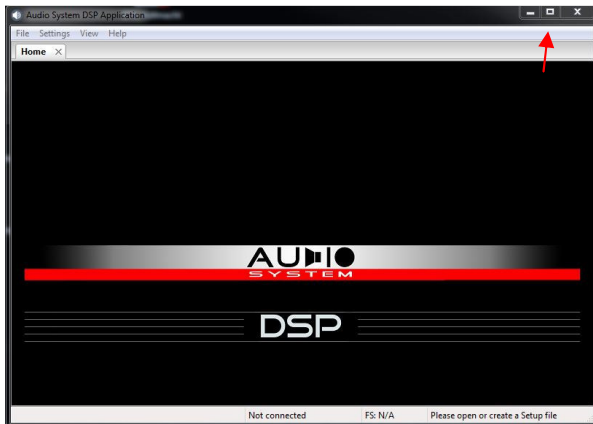 Audio System DSP Application
File Settings View Help
Home
AUDIO
SYSTEM
DSP
Not connected FS: N/A Please open or create a Setup file